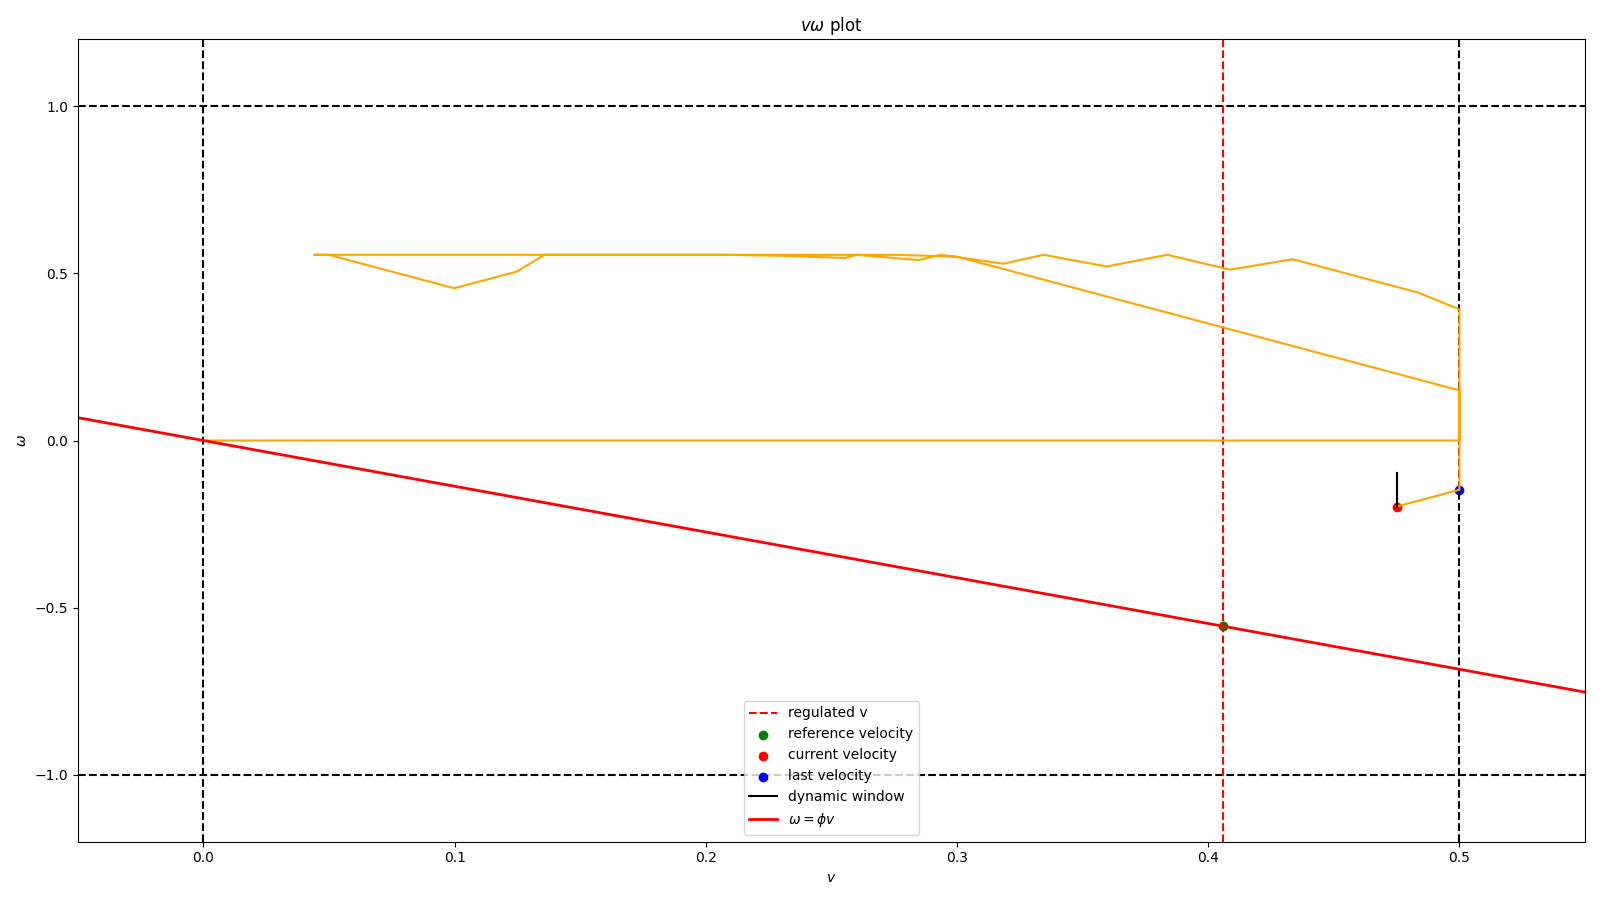 vω plot
1.0
0.5
0.0
−0.5
−1.0
ω
0.0 0.1 0.2 0.3 0.4 0.5
v
regulated v
reference velocity
current velocity
last velocity
dynamic window
ω = ϕv